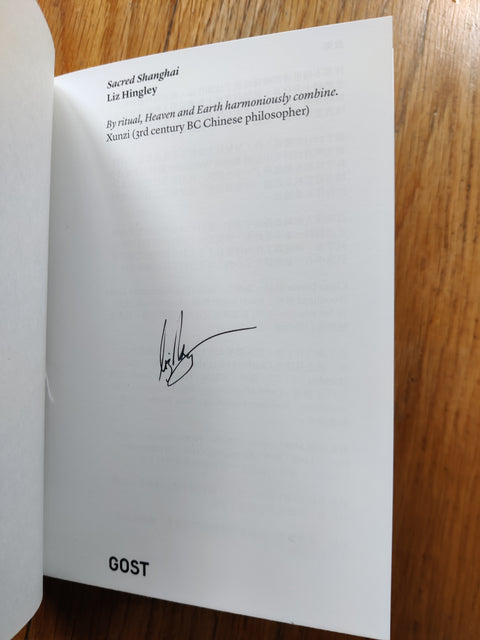 Sacred Shanghai
Liz Hingley
By ritual, Heaven and Earth harmoniously combine.
Xunzi (3rd century BC Chinese philosopher)
GOST